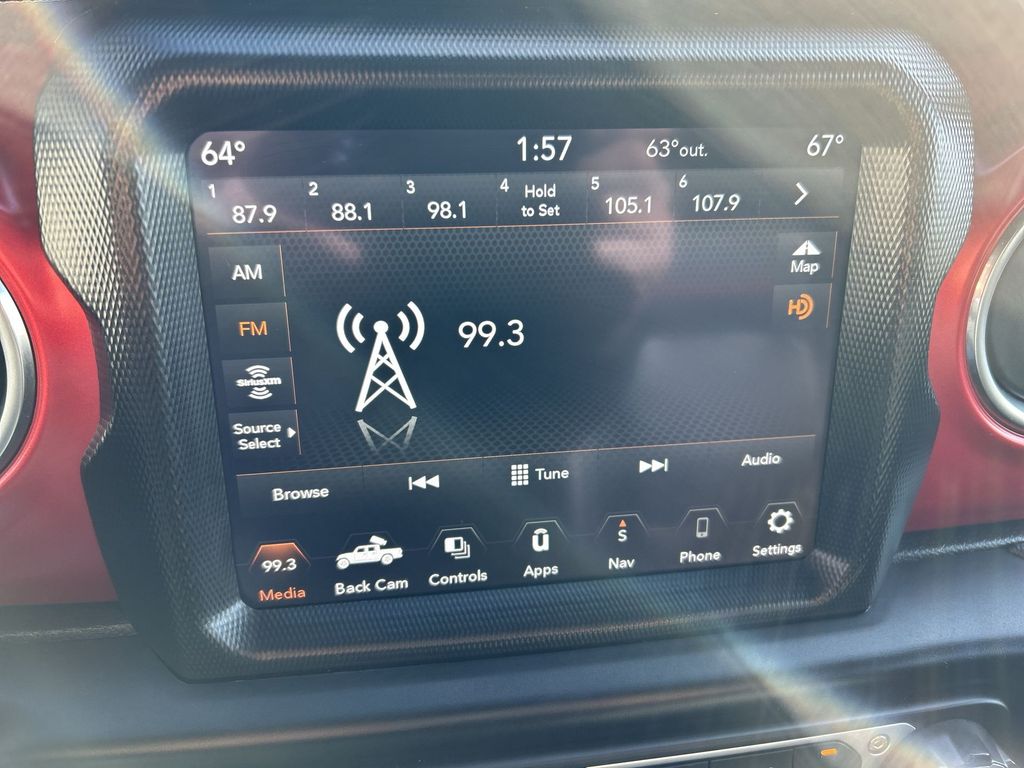 64° 1:57 63°out. 67°
1 87.9 2 88.1 3 98.1 4 Hold to Set 5 105.1 6 107.9
AM
Map
FM
HD
99.3
SiriusXM
Source
Select
Browse Tune Audio
99.3 S
Media Back Cam Controls Apps Nav Phone Settings